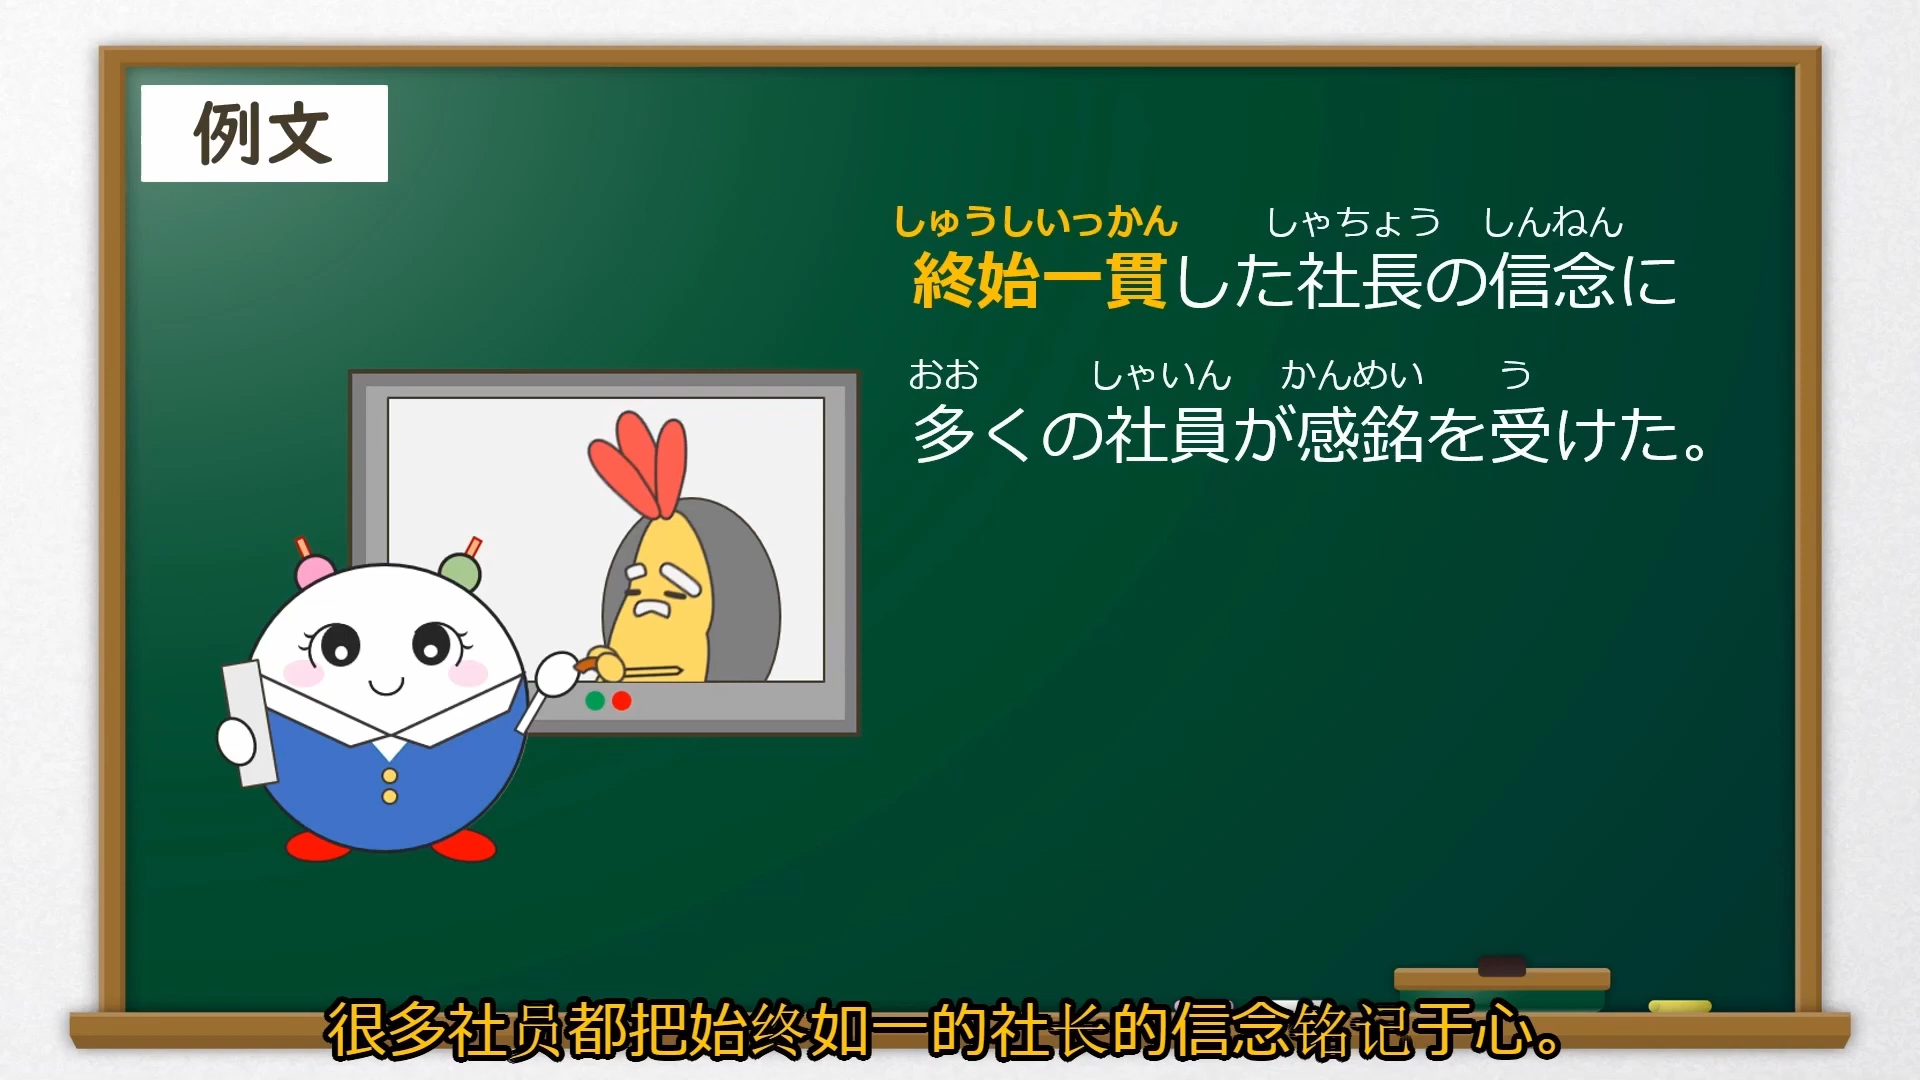 例文
しゅうしいっかん しゃちょう しんねん
終始一貫した社長の信念に
おお しゃいん かんめい う
多くの社員が感銘を受けた。
很多社员都把始终如一的社长的信念铭记于心。